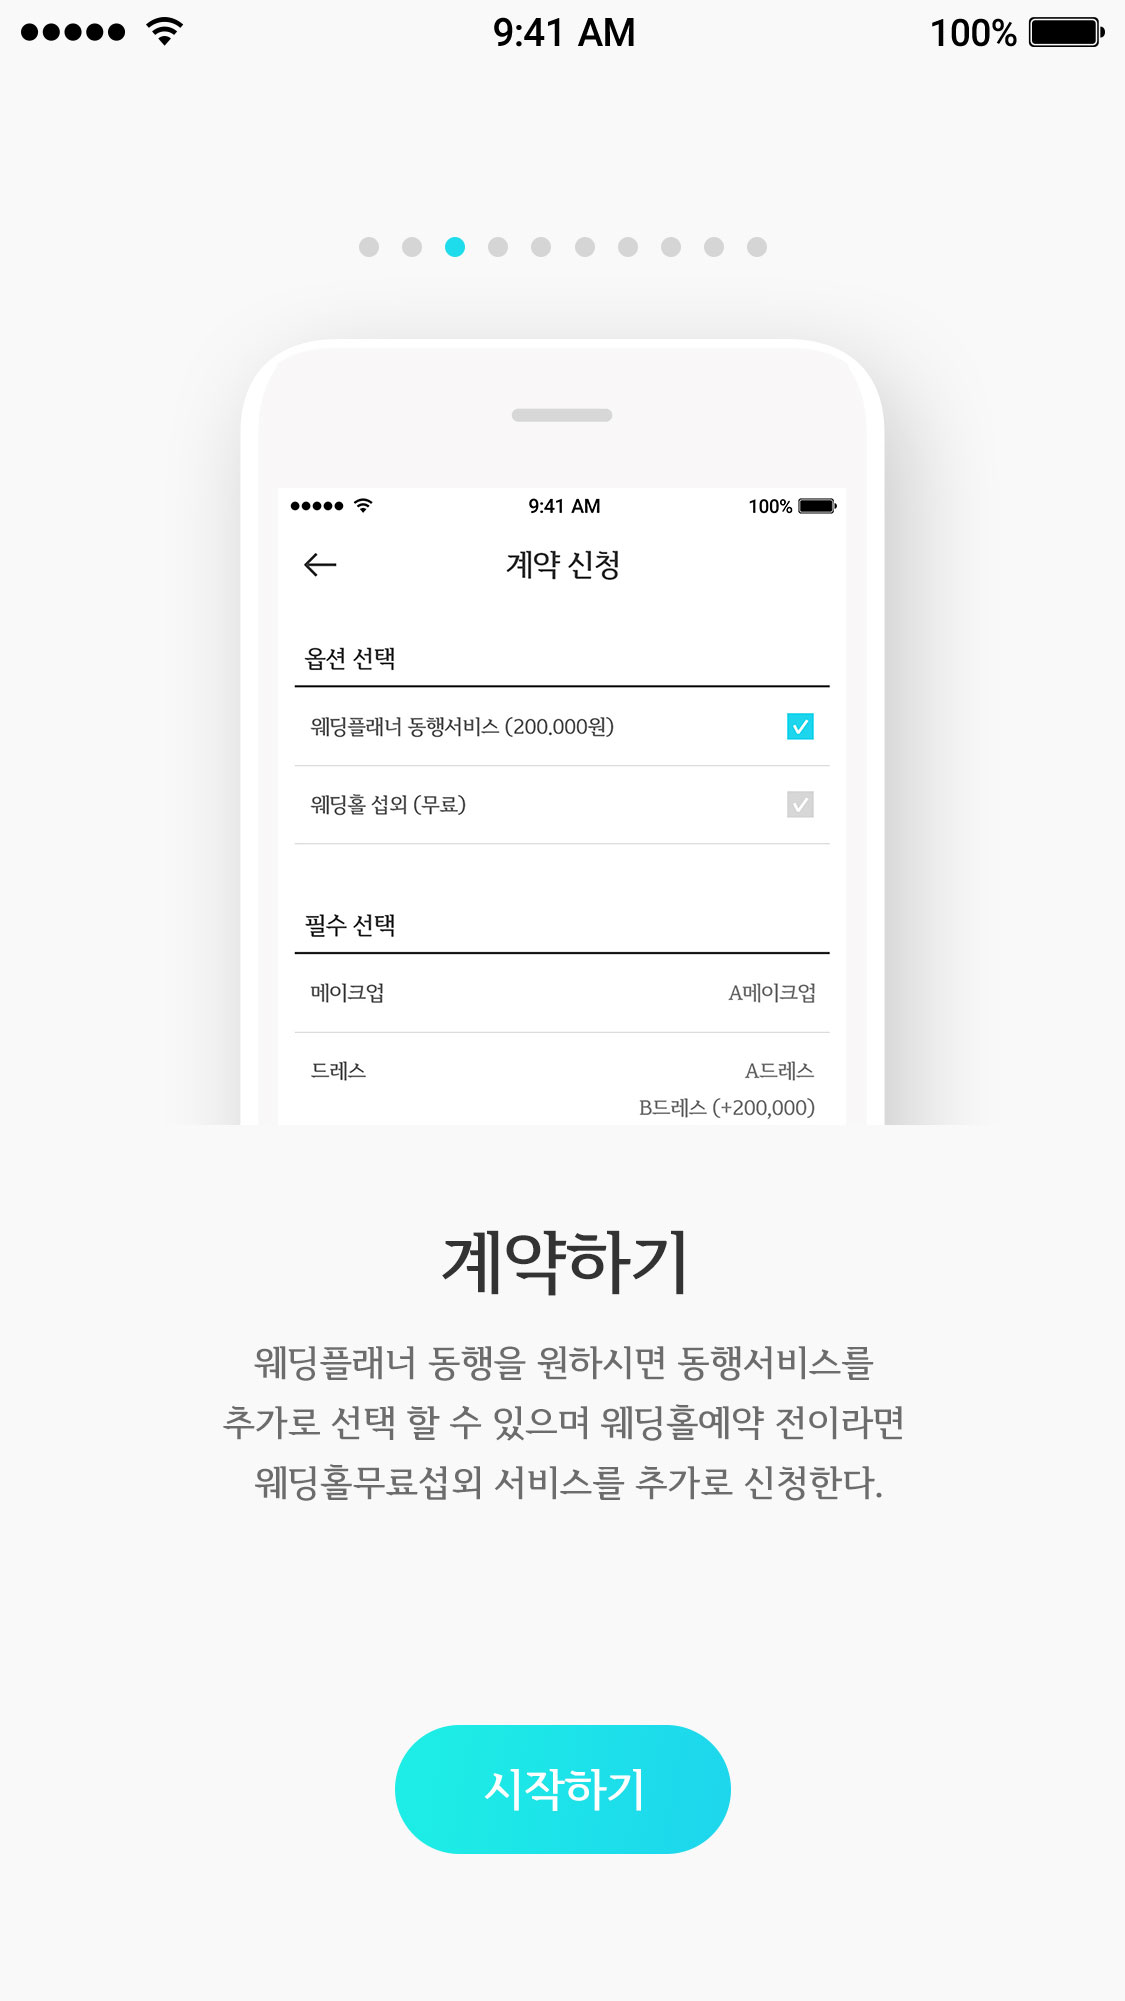 9:41 AM
100%
9:41 AM
100%
계약 신청
옵션 선택
웨딩플래너 동행서비스 (200.000원)
웨딩홀 섭외 (무료)
필수 선택
메이크업 A메이크업
드레스 A드레스
B드레스 (+200,000)
계약하기
웨딩플래너 동행을 원하시면 동행서비스를
추가로 선택 할 수 있으며 웨딩홀예약 전이라면
웨딩홀무료섭외 서비스를 추가로 신청한다.
시작하기